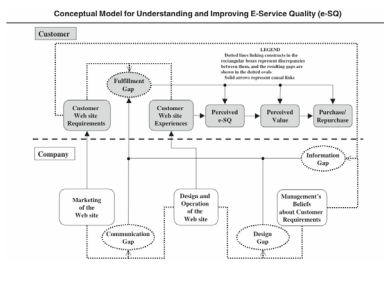 Conceptual Model for Understanding and Improving E-Service Quality (e-SQ)
Customer
LEGEND
Dotted lines linking constructs in the
rectangular boxes represent discrepancies
between them, and the resulting gaps are
shown in the dotted ovals
Solid arrows represent causal links
Fulfillment
Gap
Customer
Web site
Requirements
Customer
Web site
Experiences
Perceived
e-SQ
Perceived
Value
Purchase/
Repurchase
Company
Information
Gap
Marketing
of the
Web site
Design and
Operation
of the
Web site
Management's
Beliefs
about Customer
Requirements
Communication
Gap
Design
Gap